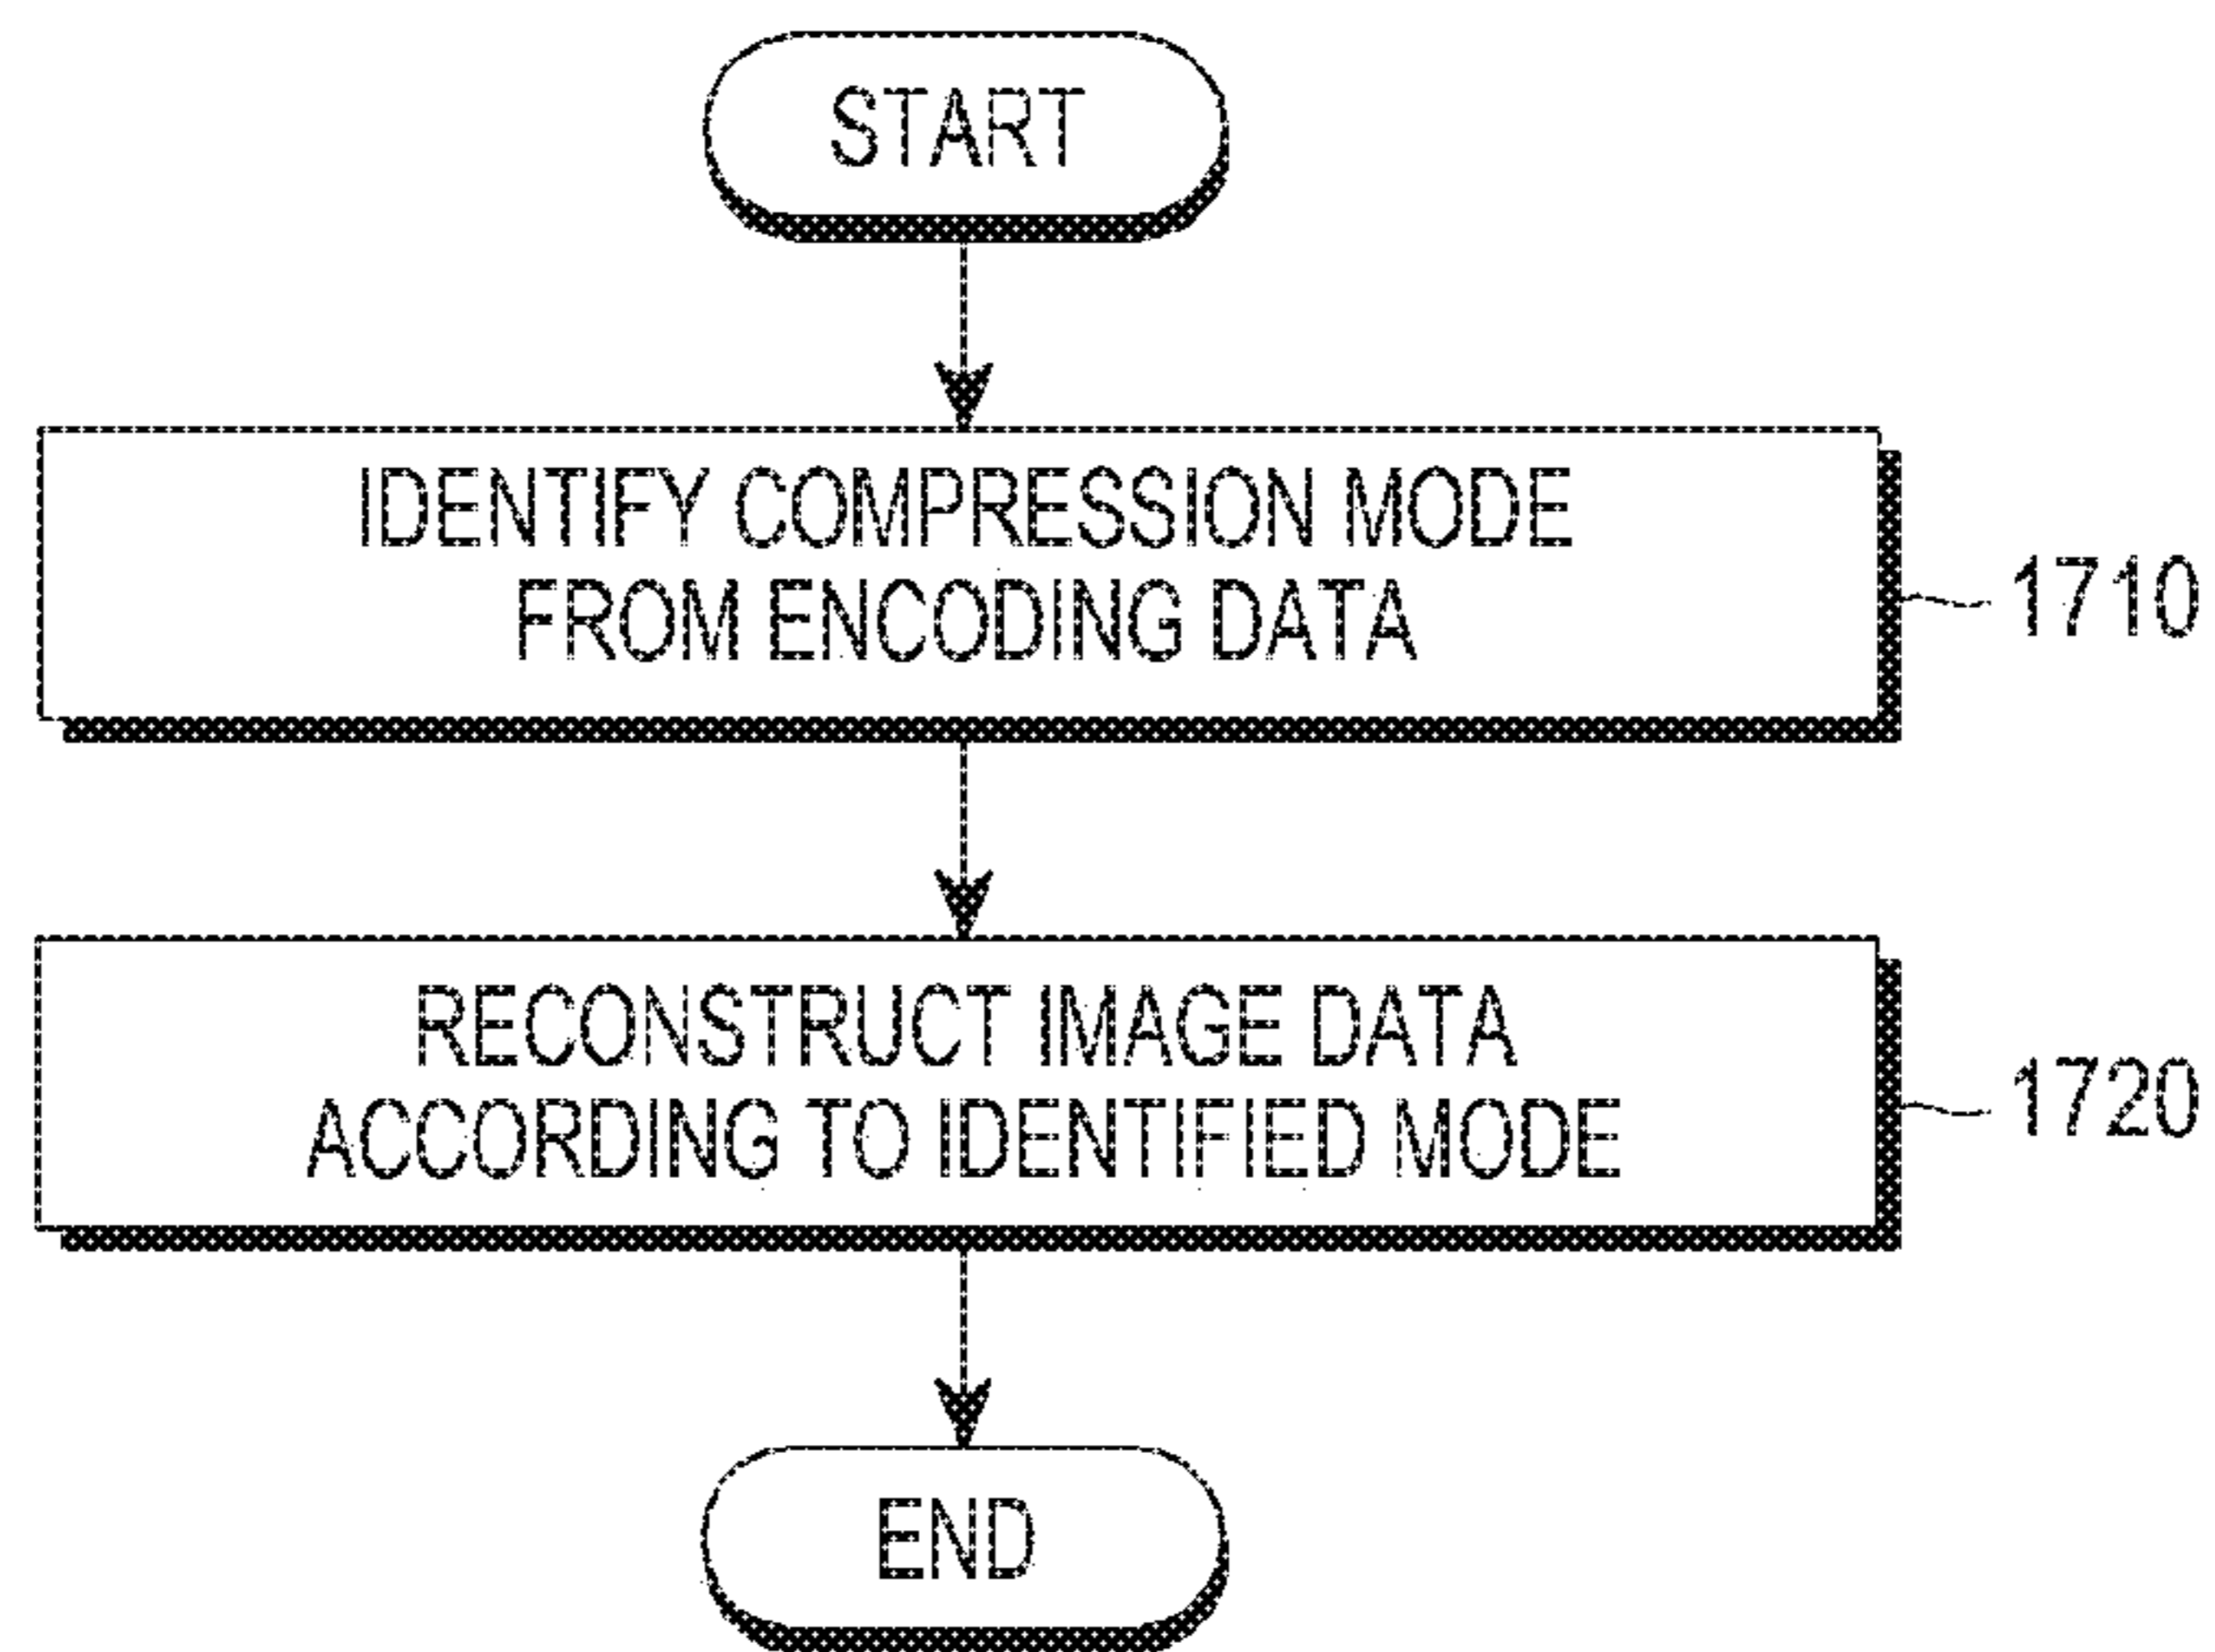 START
IDENTIFY COMPRESSION MODE
FROM ENCODING DATA
1710
RECONSTRUCT IMAGE DATA
ACCORDING TO IDENTIFIED MODE
1720
END